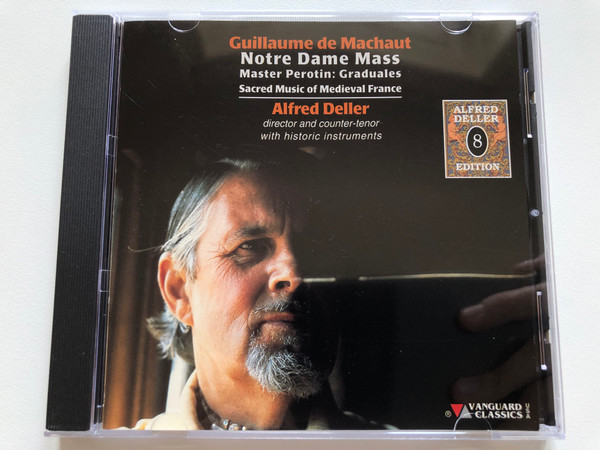 Guillaume de Machaut
Notre Dame Mass
Master Perotin: Graduales
Sacred Music of Medieval France
Alfred Deller
director and counter-tenor
with historic instruments
ALFRED
DELLER
8
EDITION
® VANGUARD
CLASSICS